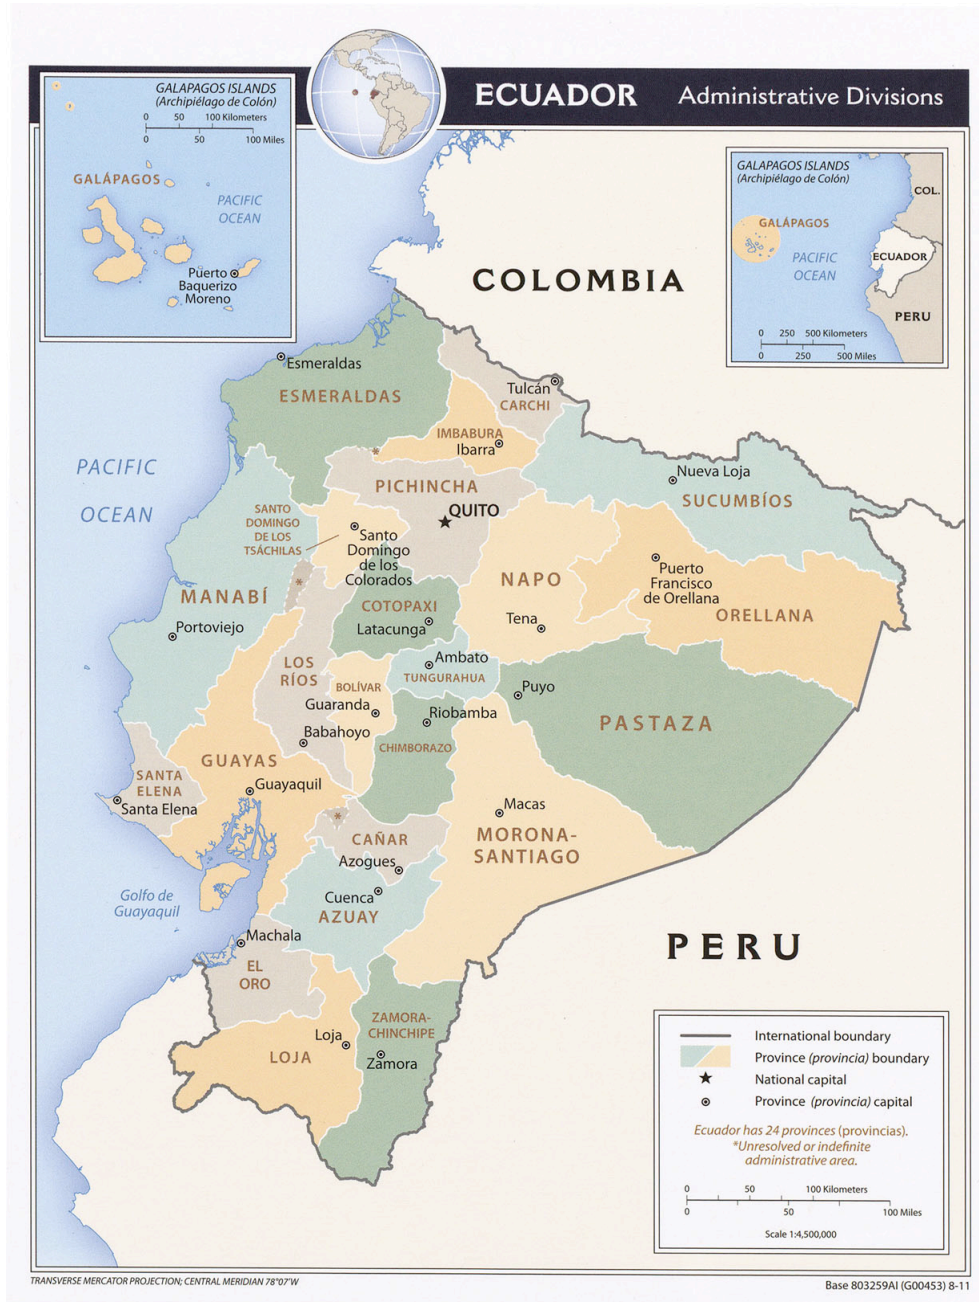 ECUADOR Administrative Divisions
GALAPAGOS ISLANDS
(Archipiélago de Colón)
0 50 100 Kilometers
0 50 100 Miles
GALÁPAGOS
PACIFIC
OCEAN
Puerto
Baquerizo
Moreno
GALAPAGOS ISLANDS
(Archipiélago de Colón)
COL.
GALÁPAGOS
PACIFIC
OCEAN
ECUADOR
PERU
0 250 500 Kilometers
0 250 500 Miles
COLOMBIA
Esmeraldas
ESMERALDAS
Tulcán
CARCHI
IMBABURA
Ibarra
*
PACIFIC
OCEAN
Nueva Loja
SUCUMBÍOS
PICHINCHA
QUITO
SANTO
DOMINGO
DE LOS
TSÁCHILAS
Santo
Domingo
de los
Colorados
*
MANABÍ
Portoviejo
COTOPAXI
Latacunga
NAPO
Tena
Puerto
Francisco
de Orellana
ORELLANA
LOS
RÍOS
BOLÍVAR
Guaranda
Babahoyo
Ambato
TUNGURAHUA
Riobamba
CHIMBORAZO
Puyo
PASTAZA
GUAYAS
Guayaquil
SANTA
ELENA
Santa Elena
Macas
MORONA-
SANTIAGO
*
CAÑAR
Azogues
Cuenca
AZUAY
Golfo de
Guayaquil
Machala
EL
ORO
PERU
ZAMORA-
CHINCHIPE
Zamora
Loja
LOJA
International boundary
Province (provincia) boundary
National capital
Province (provincia) capital
Ecuador has 24 provinces (provincias).
*Unresolved or indefinite
administrative area.
0 50 100 Kilometers
0 50 100 Miles
Scale 1:4,500,000
TRANSVERSE MERCATOR PROJECTION; CENTRAL MERIDIAN 78°07'W
Base 803259AI (G00453) 8-11